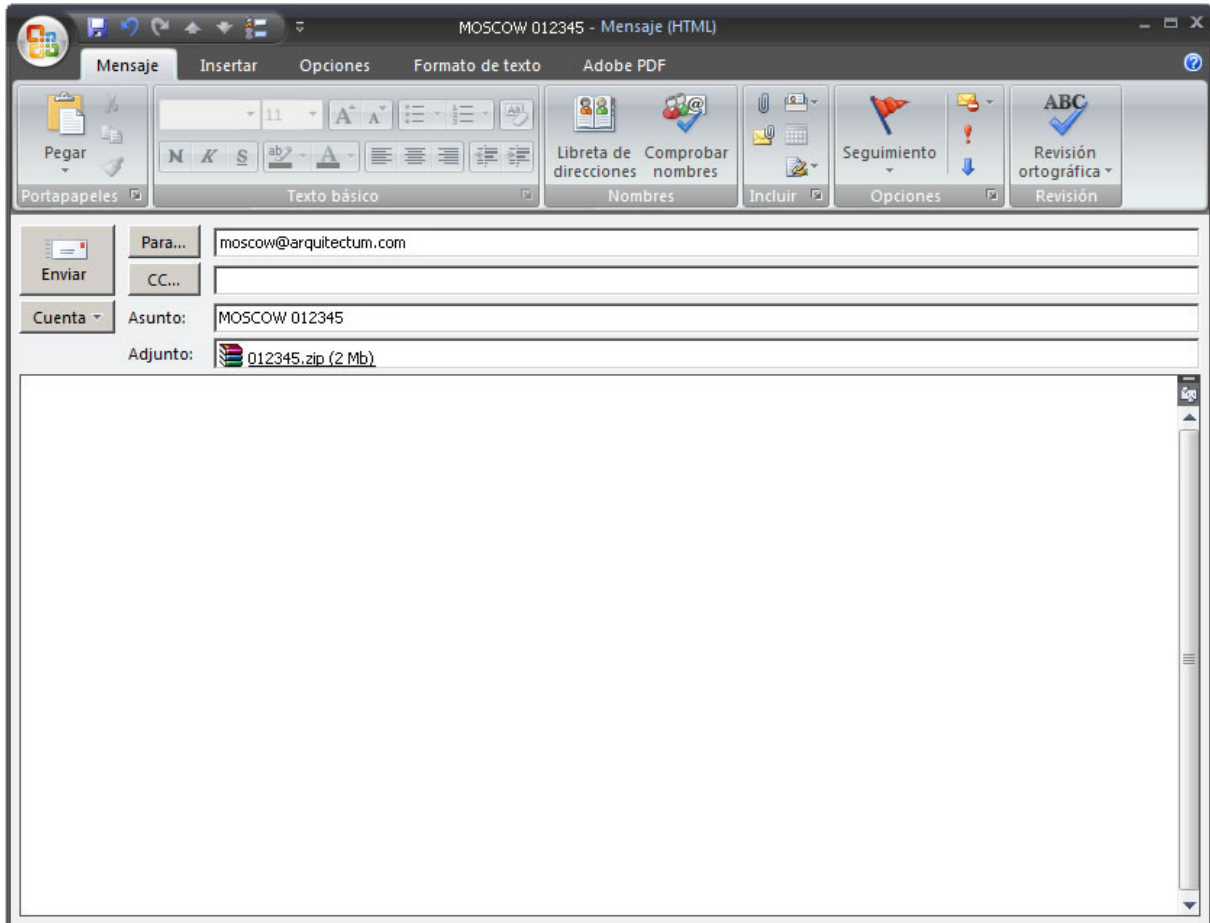 MOSCOW 012345 - Mensaje (HTML)
Mensaje Insertar Opciones Formato de texto Adobe PDF
Pegar
Portapapeles
11
A A
Aa
N K S ab A
Texto básico
Libreta de direcciones
Comprobar nombres
Nombres
Incluir
Seguimiento
Opciones
ABC
Revisión ortográfica
Revisión
Enviar
Para... moscow@arquitectum.com
CC...
Cuenta
Asunto: MOSCOW 012345
Adjunto: 012345.zip (2 Mb)